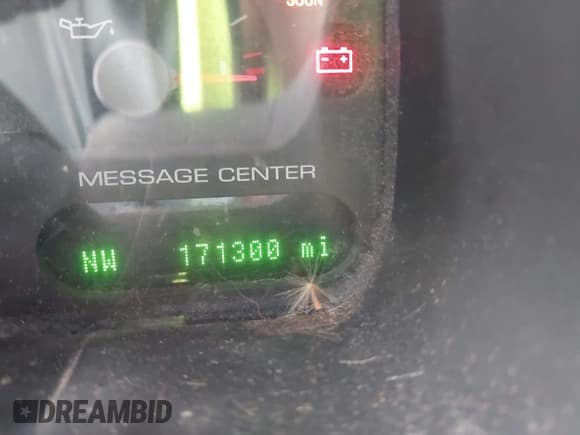 SOON
MESSAGE CENTER
NW 171300 mi
DREAMBID